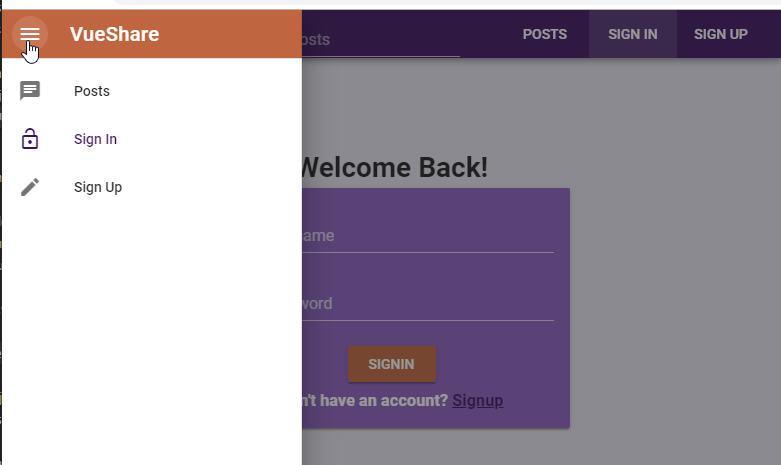 VueShare
osts
POSTS
SIGN IN
SIGN UP
Posts
Sign In
Sign Up
Welcome Back!
ame
word
SIGNIN
n't have an account? Signup